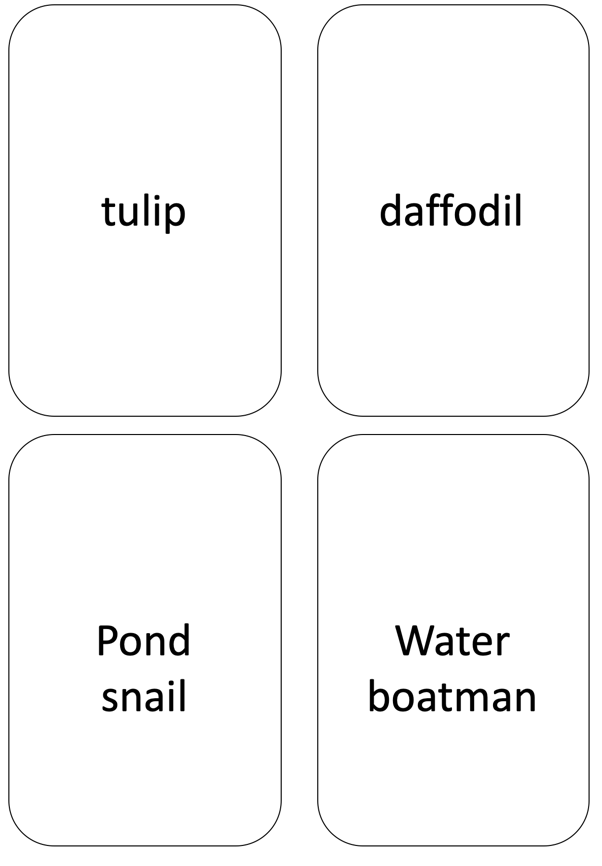 tulip
daffodil
Pond
snail
Water
boatman